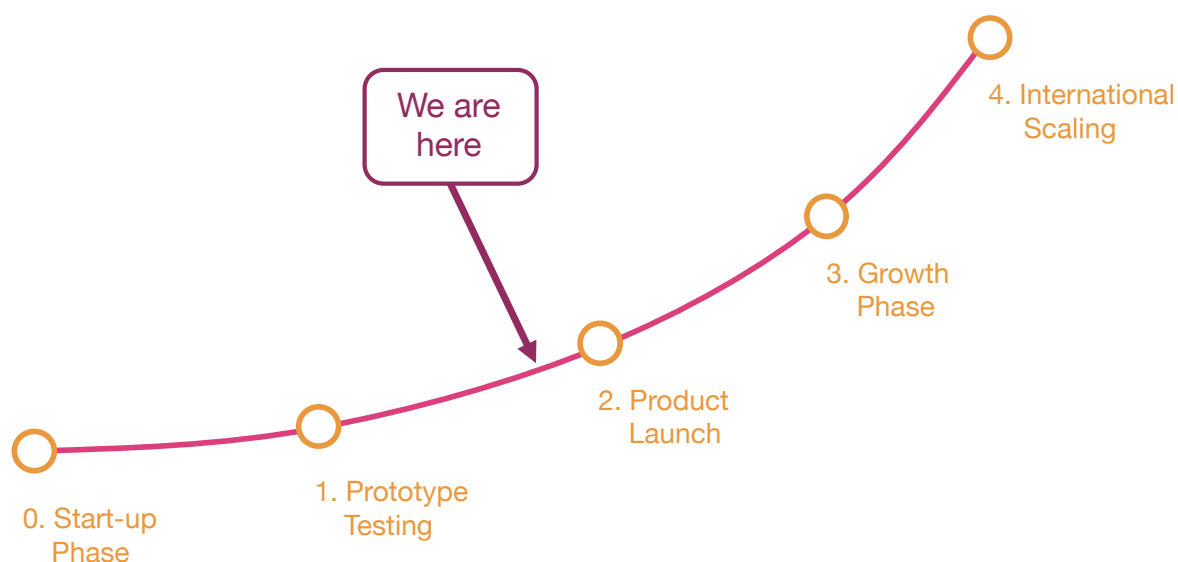 We are
here
4. International
Scaling
3. Growth
Phase
2. Product
Launch
1. Prototype
Testing
0. Start-up
Phase